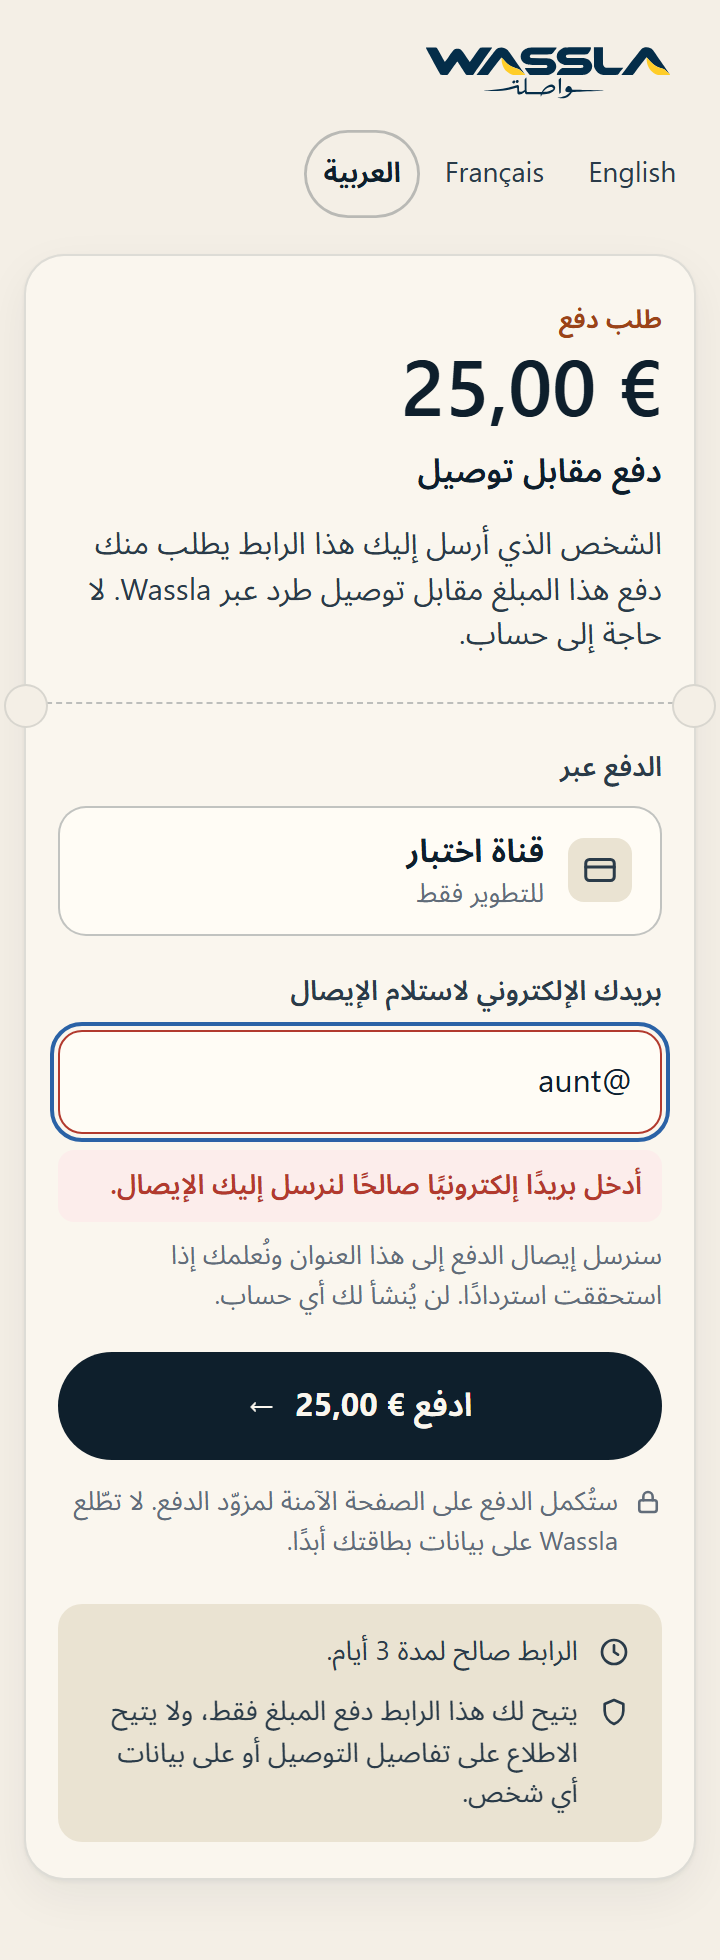 WASSLA
واصلة
العربية Français English
طلب دفع
25,00 €
دفع مقابل توصيل
الشخص الذي أرسل إليك هذا الرابط يطلب منك
دفع هذا المبلغ مقابل توصيل طرد عبر Wassla. لا
حاجة إلى حساب.
الدفع عبر
قناة اختبار
للتطوير فقط
بريدك الإلكتروني لاستلام الإيصال
aunt@
أدخل بريدًا إلكترونيًا صالحًا لنرسل إليك الإيصال.
سنرسل إيصال الدفع إلى هذا العنوان ونُعلمك إذا
استحققت استردادًا. لن يُنشأ لك أي حساب.
ادفع 25,00 € ←
ستُكمل الدفع على الصفحة الآمنة لمزوّد الدفع. لا تطّلع
Wassla على بيانات بطاقتك أبدًا.
الرابط صالح لمدة 3 أيام.
يتيح لك هذا الرابط دفع المبلغ فقط، ولا يتيح
الاطلاع على تفاصيل التوصيل أو على بيانات
أي شخص.